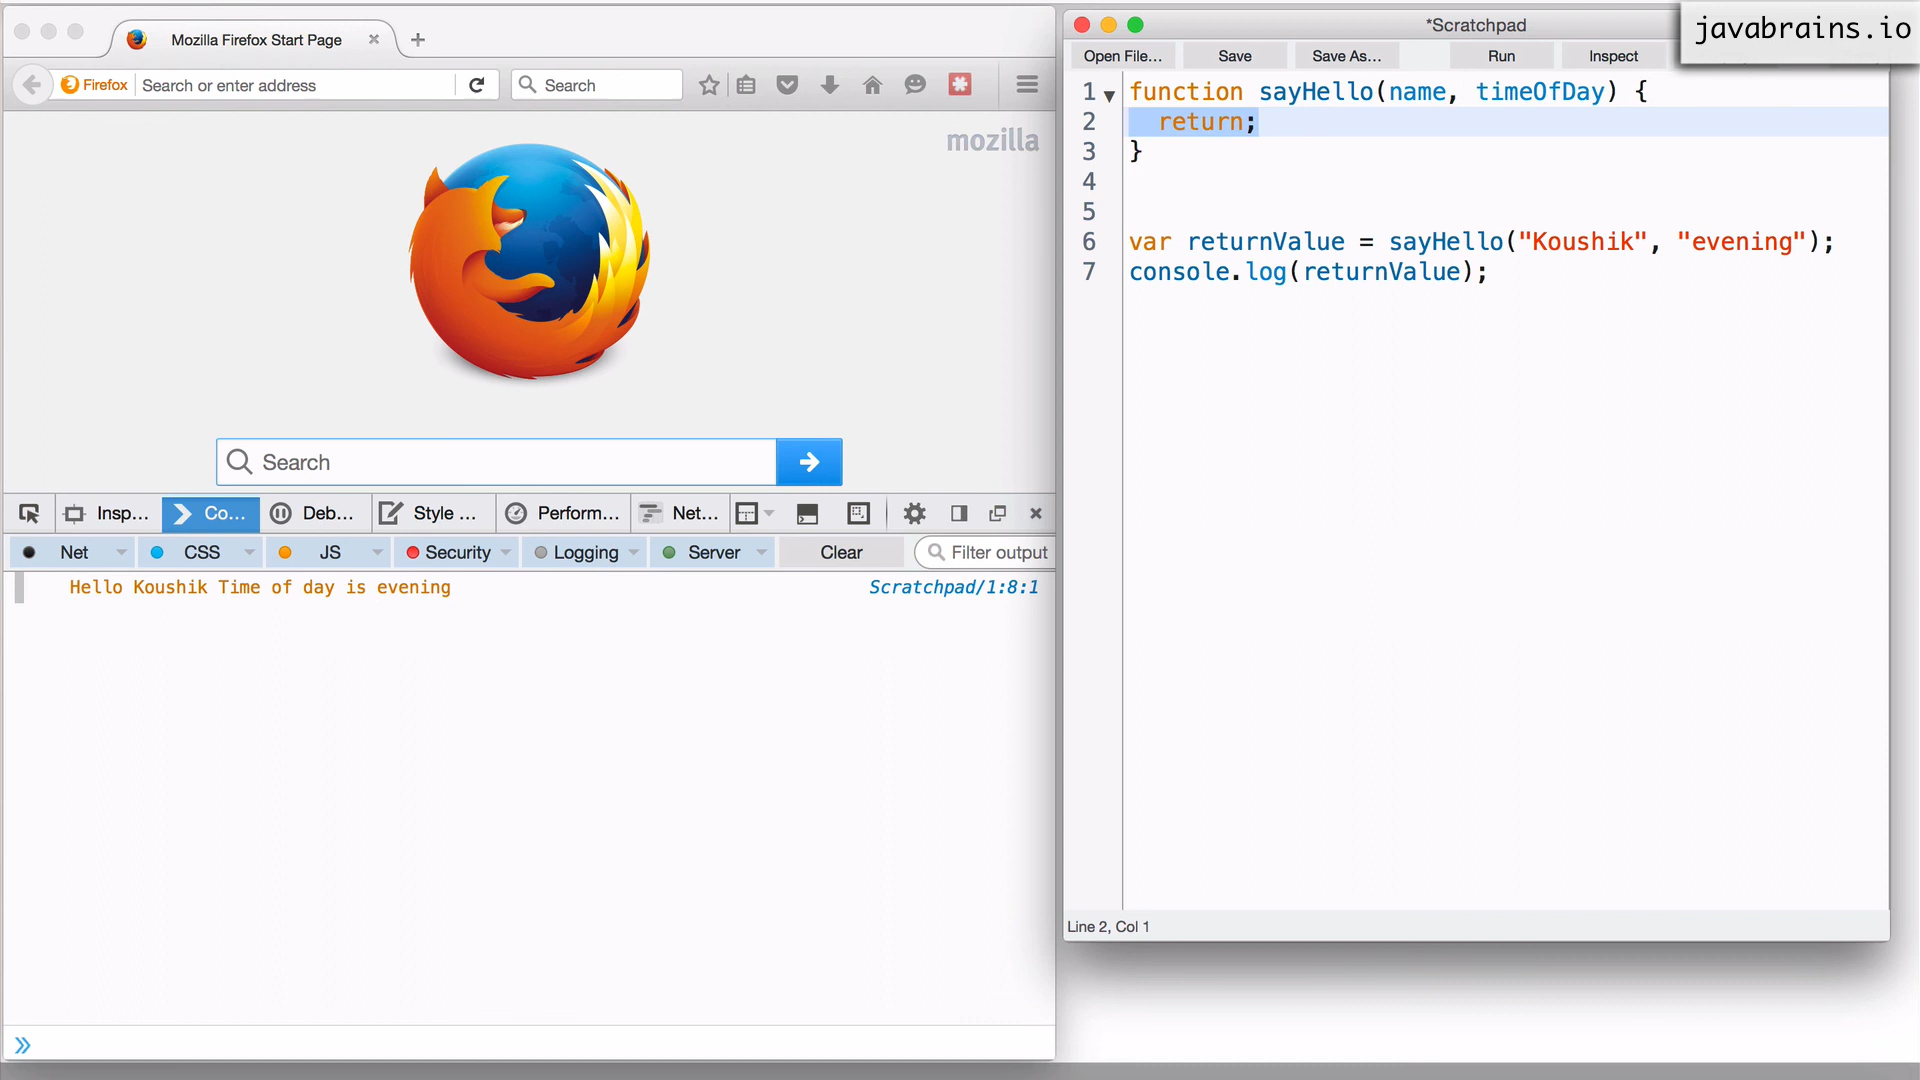 Mozilla Firefox Start Page
Firefox
Search or enter address
Search
mozilla
Search
Insp...
Co...
Deb...
Style ...
Perform...
Net...
Net
CSS
JS
Security
Logging
Server
Clear
Filter output
Hello Koushik Time of day is evening
Scratchpad/1:8:1
*Scratchpad
javabrains.io
Open File...
Save
Save As...
Run
Inspect
1 function sayHello(name, timeOfDay) {
2   return;
3 }
4
5
6 var returnValue = sayHello("Koushik", "evening");
7 console.log(returnValue);
Line 2, Col 1